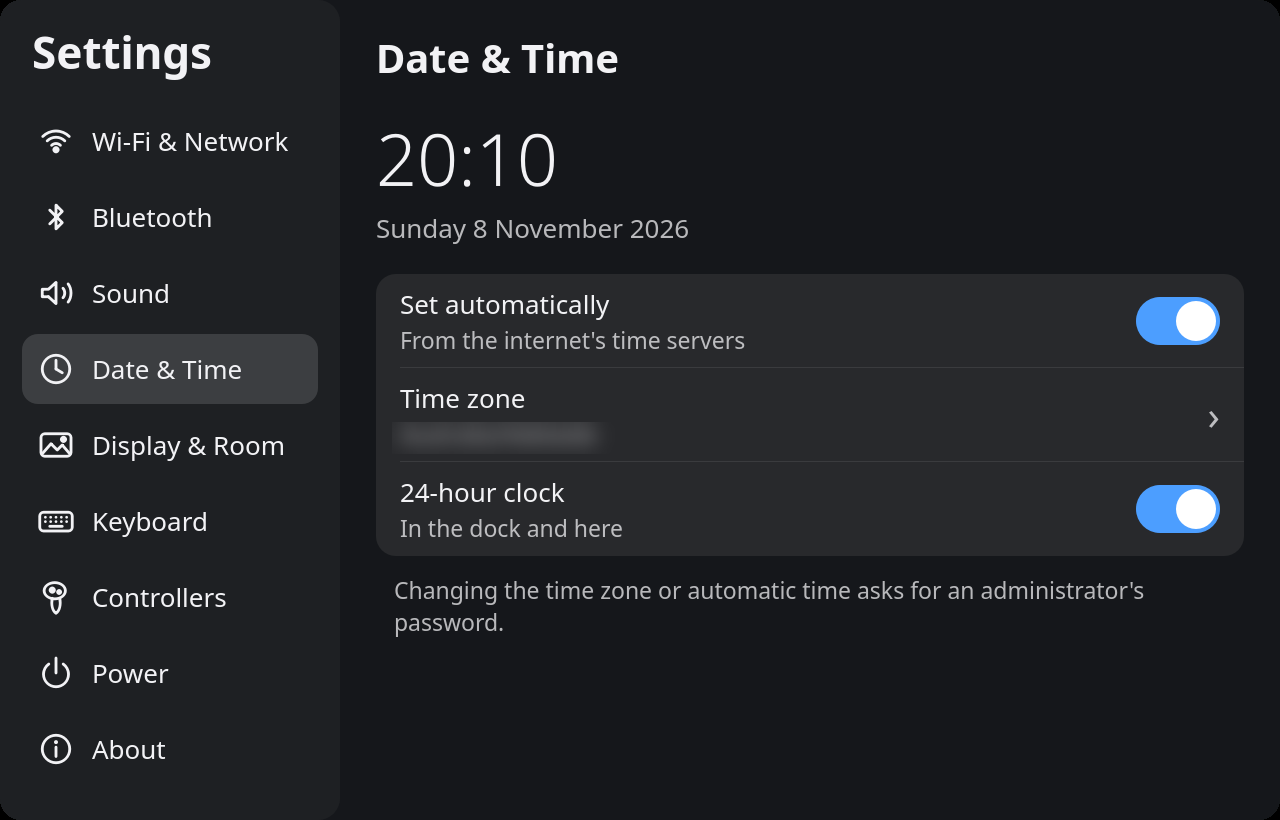 Settings
Wi-Fi & Network
Bluetooth
Sound
Date & Time
Display & Room
Keyboard
Controllers
Power
About
Date & Time
20:10
Sunday 8 November 2026
Set automatically
From the internet's time servers
Time zone
24-hour clock
In the dock and here
Changing the time zone or automatic time asks for an administrator's
password.